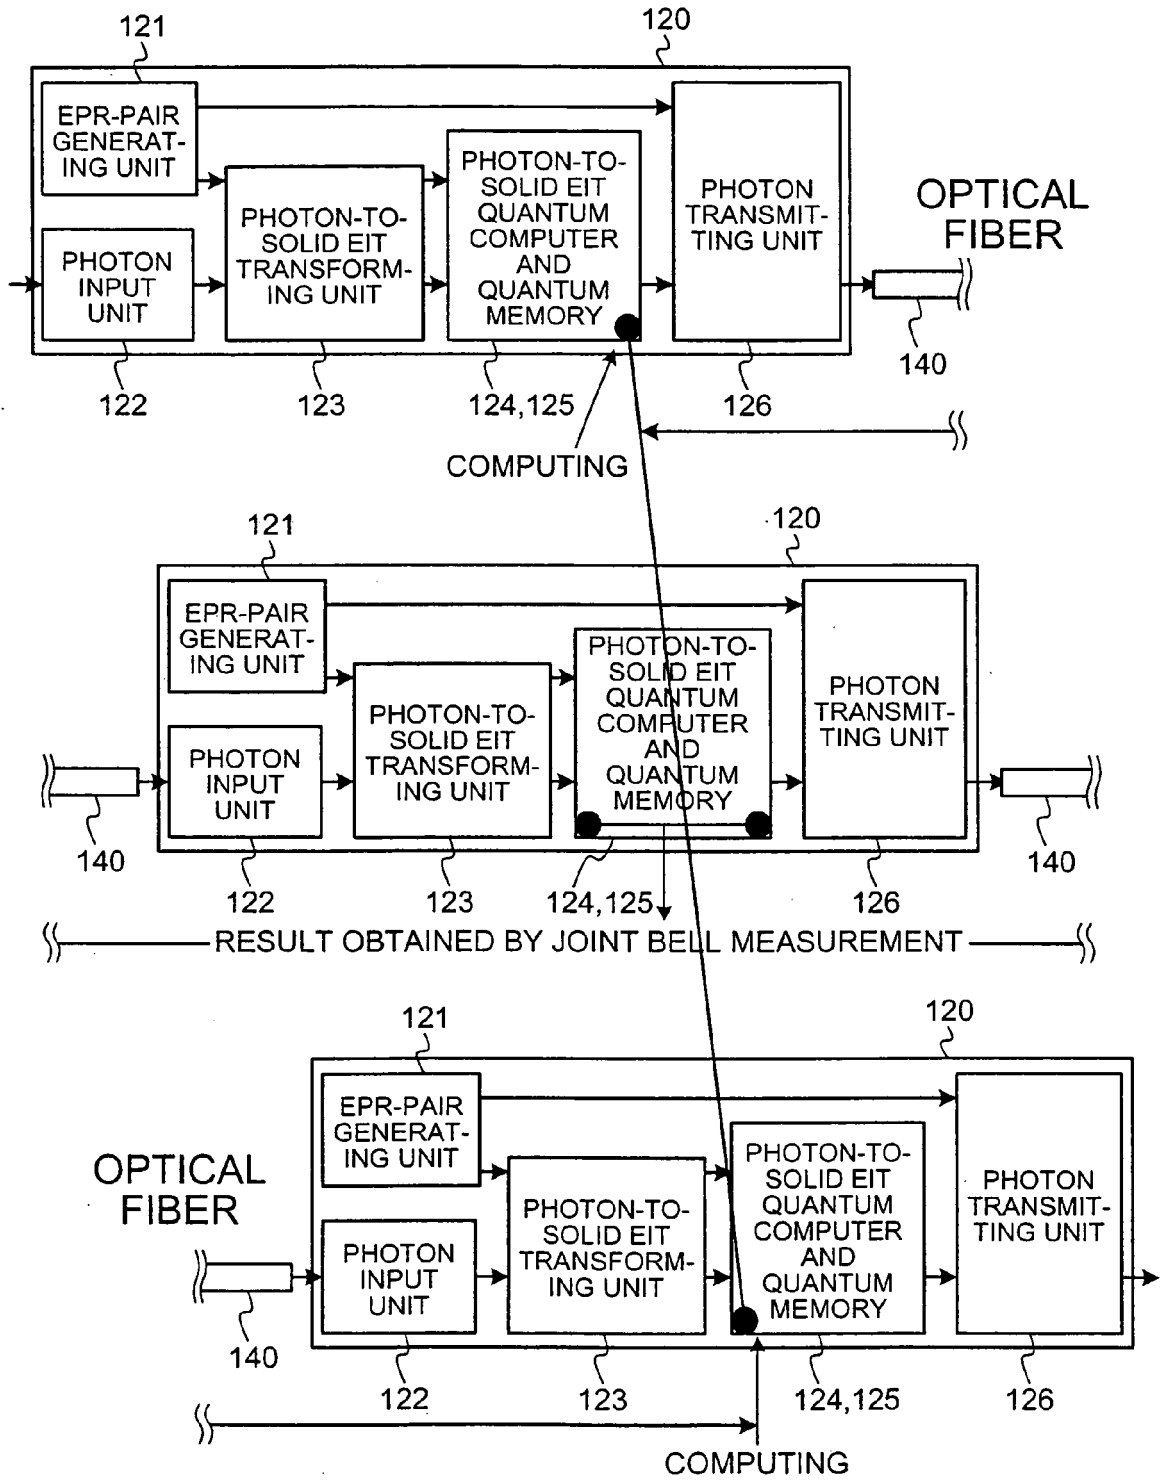 121
120
EPR-PAIR
GENERAT-
ING UNIT
PHOTON
INPUT
UNIT
PHOTON-TO-
SOLID EIT
TRANSFORM-
ING UNIT
PHOTON-TO-
SOLID EIT
QUANTUM
COMPUTER
AND
QUANTUM
MEMORY
PHOTON
TRANSMIT-
TING UNIT
OPTICAL
FIBER
140
122
123
124,125
126
COMPUTING
121
120
EPR-PAIR
GENERAT-
ING UNIT
PHOTON
INPUT
UNIT
PHOTON-TO-
SOLID EIT
TRANSFORM-
ING UNIT
PHOTON-TO-
SOLID EIT
QUANTUM
COMPUTER
AND
QUANTUM
MEMORY
PHOTON
TRANSMIT-
TING UNIT
140
140
122
123
124,125
126
RESULT OBTAINED BY JOINT BELL MEASUREMENT
121
120
EPR-PAIR
GENERAT-
ING UNIT
OPTICAL
FIBER
PHOTON
INPUT
UNIT
PHOTON-TO-
SOLID EIT
TRANSFORM-
ING UNIT
PHOTON-TO-
SOLID EIT
QUANTUM
COMPUTER
AND
QUANTUM
MEMORY
PHOTON
TRANSMIT-
TING UNIT
140
122
123
124,125
126
COMPUTING